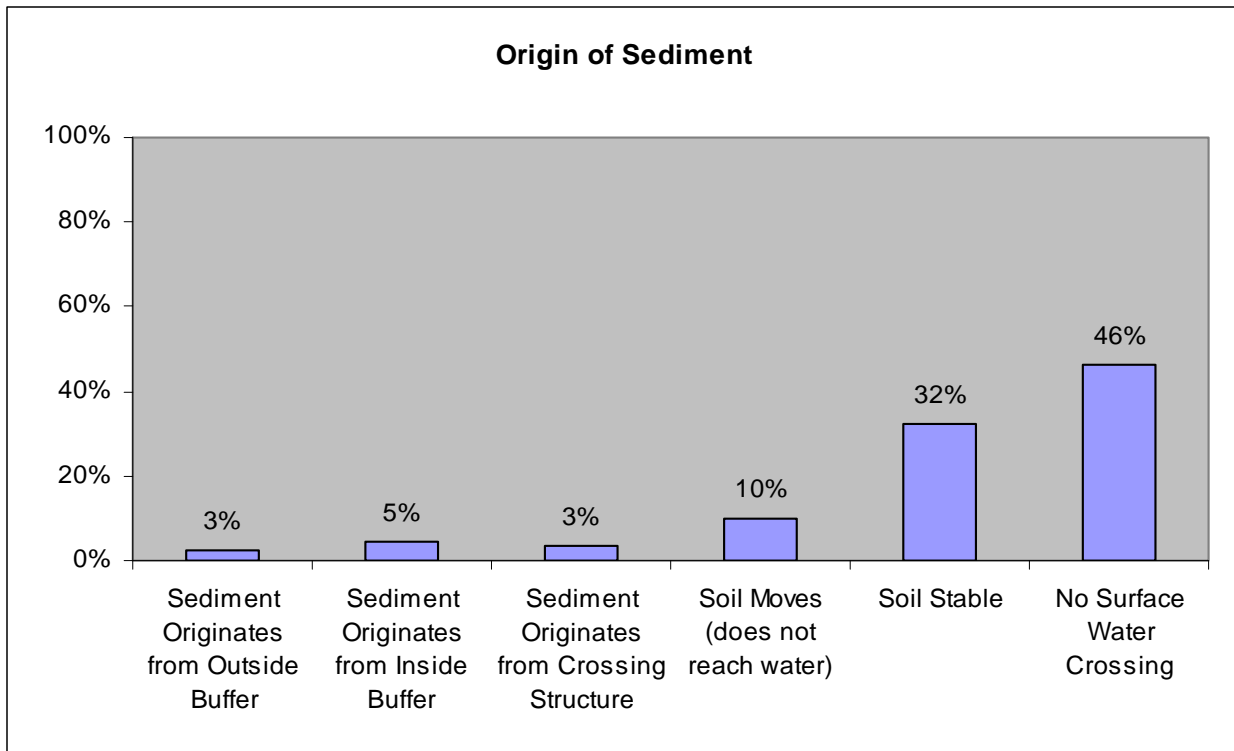 Origin of Sediment
100%
80%
60%
40%
20%
0%
3%
5%
3%
10%
32%
46%
Sediment
Originates
from Outside
Buffer
Sediment
Originates
from Inside
Buffer
Sediment
Originates
from Crossing
Structure
Soil Moves
(does not
reach water)
Soil Stable
No Surface
Water
Crossing